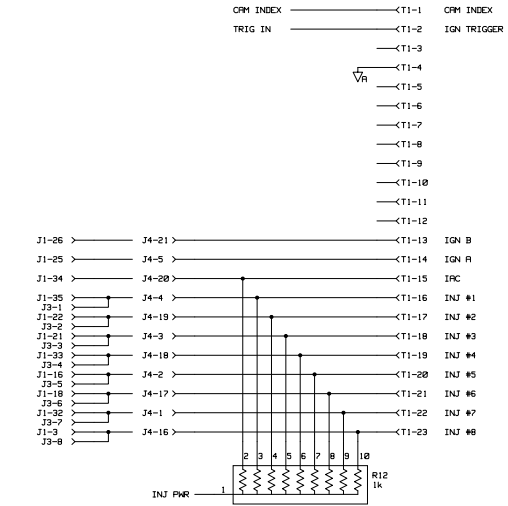 CAM INDEX T1-1 CAM INDEX
TRIG IN T1-2 IGN TRIGGER
T1-3
T1-4
A
T1-5
T1-6
T1-7
T1-8
T1-9
T1-10
T1-11
T1-12
J1-26 J4-21 T1-13 IGN B
J1-25 J4-5 T1-14 IGN A
J1-34 J4-20 T1-15 IAC
J1-35 J4-4 T1-16 INJ #1
J3-1
J1-22 J4-19 T1-17 INJ #2
J3-2
J1-21 J4-3 T1-18 INJ #3
J3-3
J1-33 J4-18 T1-19 INJ #4
J3-4
J1-16 J4-2 T1-20 INJ #5
J3-5
J1-18 J4-17 T1-21 INJ #6
J3-6
J1-32 J4-1 T1-22 INJ #7
J3-7
J1-3 J4-16 T1-23 INJ #8
J3-8
2 3 4 5 6 7 8 9 10
R12
1k
INJ PWR 1